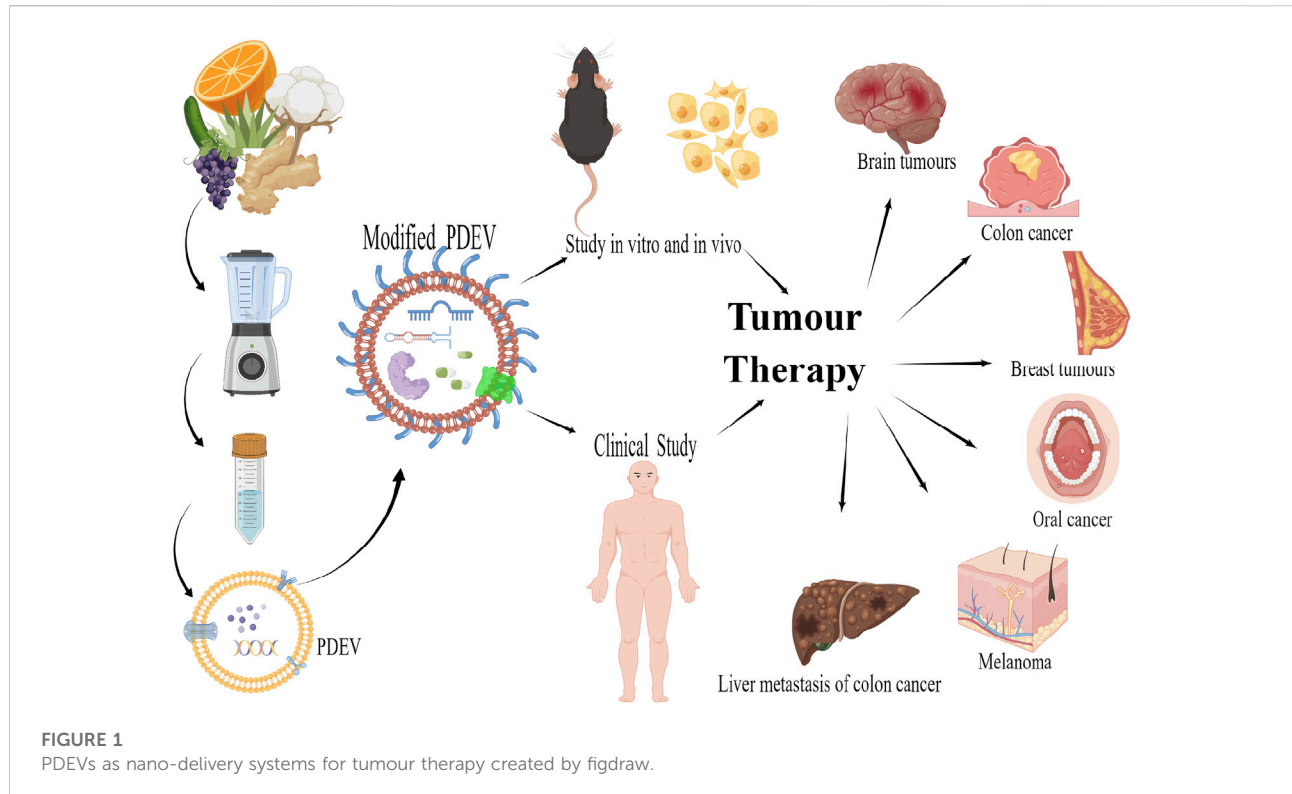 Brain tumours
Colon cancer
Modified PDEV
Study in vitro and in vivo
Tumour
Therapy
Breast tumours
Clinical Study
Oral cancer
PDEV
Melanoma
Liver metastasis of colon cancer
FIGURE 1
PDEVs as nano-delivery systems for tumour therapy created by figdraw.